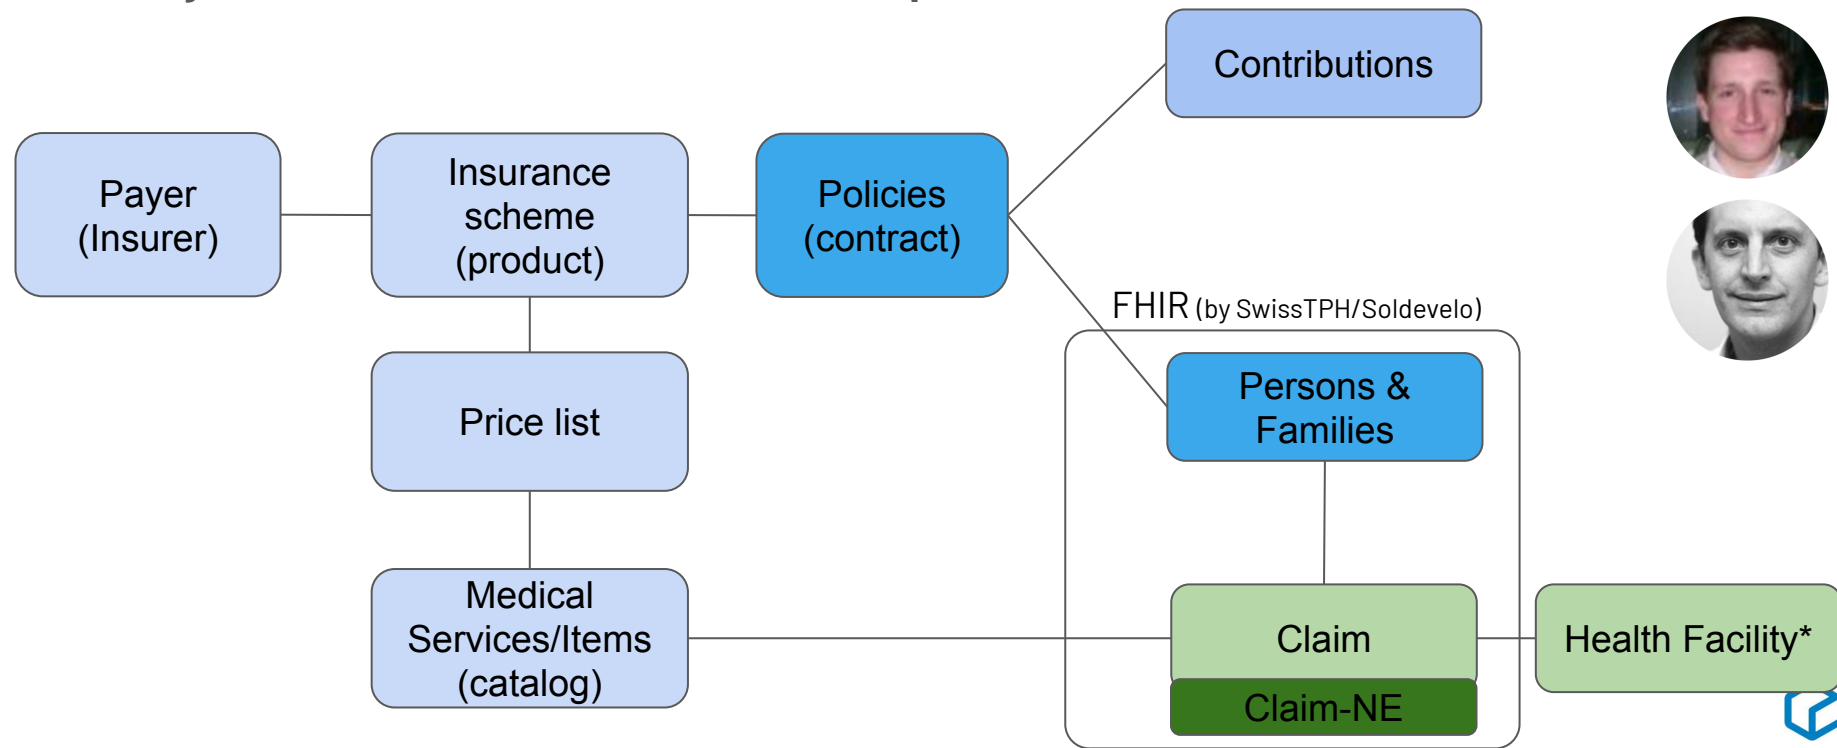 Contributions
Payer
(Insurer)
Insurance
scheme
(product)
Policies
(contract)
FHIR (by SwissTPH/Soldevelo)
Persons &
Families
Price list
Medical
Services/Items
(catalog)
Claim
Health Facility*
Claim-NE